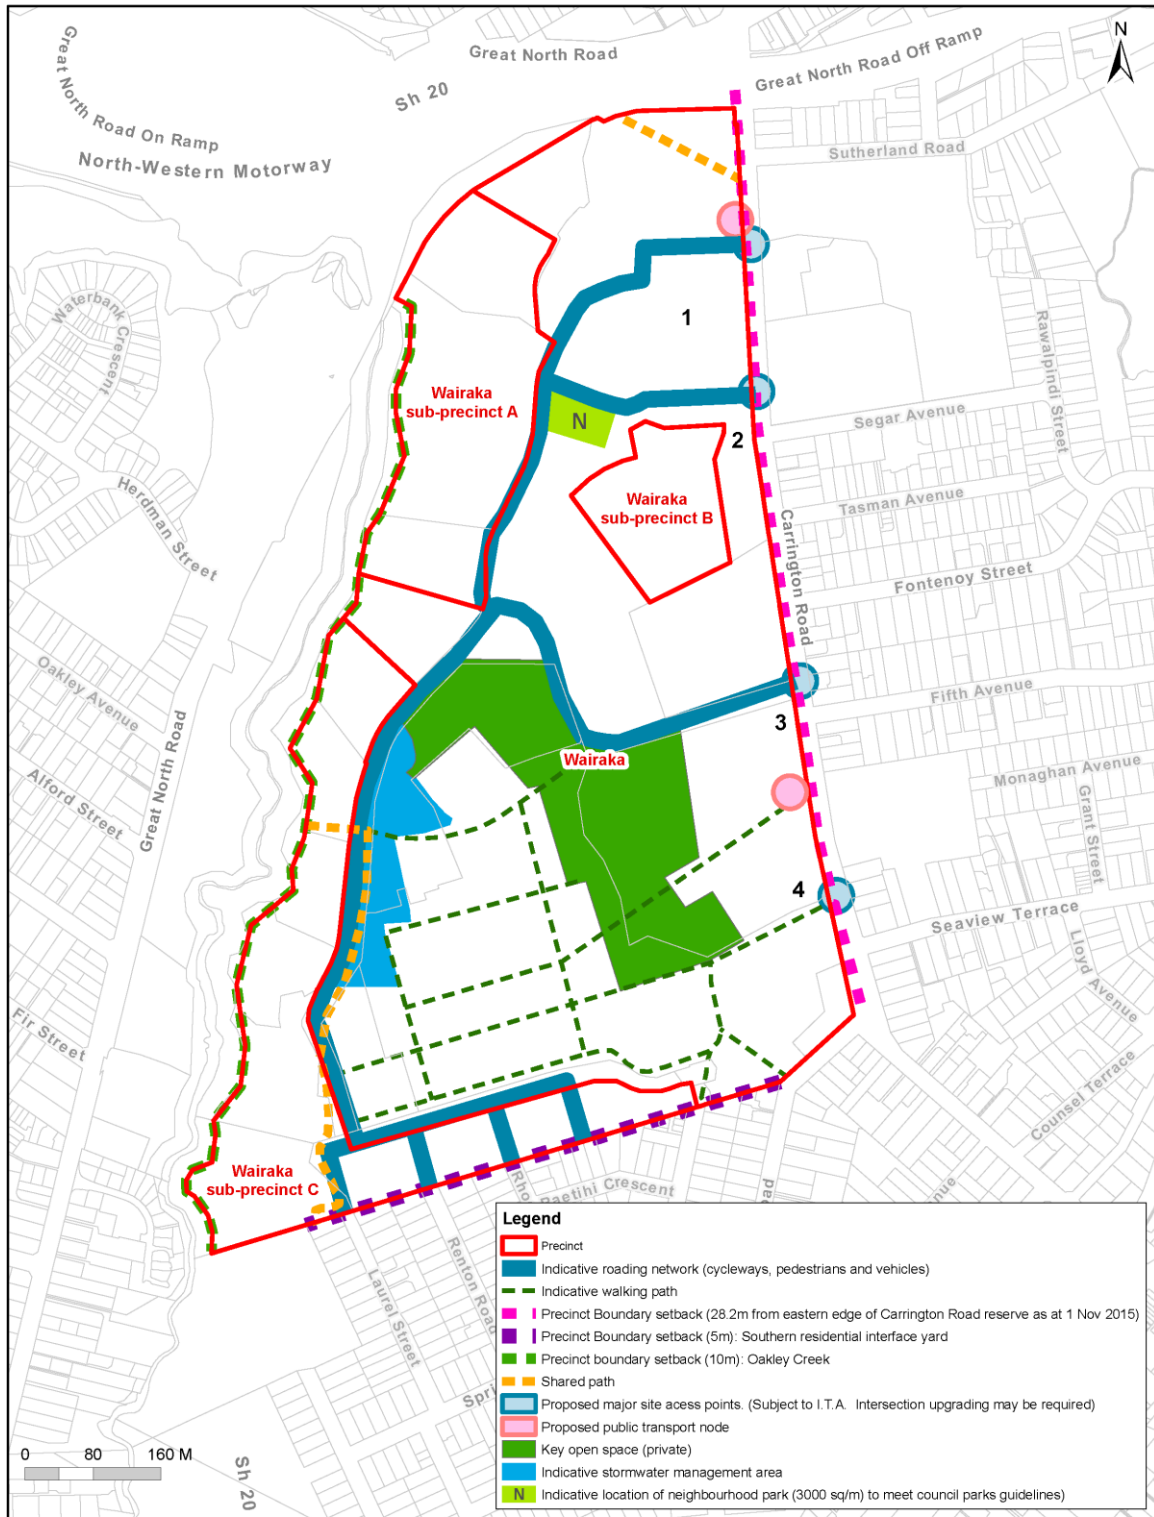 Great North Road
Great North Road Off Ramp
N
Sh 20
Great North Road On Ramp
North-Western Motorway
Sutherland Road
Waterbank Crescent
Rawalpindi Street
1
Wairaka
sub-precinct A
N
2
Segar Avenue
Wairaka
sub-precinct B
Herdman Street
Tasman Avenue
Carrington Road
Fontenoy Street
Oakley Avenue
Fifth Avenue
3
Great North Road
Wairaka
Alford Street
Monaghan Avenue
Grant Street
4
Seaview Terrace
Lloyd Avenue
Fir Street
Counsel Terrace
Wairaka
sub-precinct C
Rho
Paetihi Crescent
pad
nue
Renton Road
Laurel Street
Spri
0 80 160 M
Sh 20
Legend
Precinct
Indicative roading network (cycleways, pedestrians and vehicles)
Indicative walking path
Precinct Boundary setback (28.2m from eastern edge of Carrington Road reserve as at 1 Nov 2015)
Precinct Boundary setback (5m): Southern residential interface yard
Precinct boundary setback (10m): Oakley Creek
Shared path
Proposed major site acess points. (Subject to I.T.A. Intersection upgrading may be required)
Proposed public transport node
Key open space (private)
Indicative stormwater management area
N
Indicative location of neighbourhood park (3000 sq/m) to meet council parks guidelines)